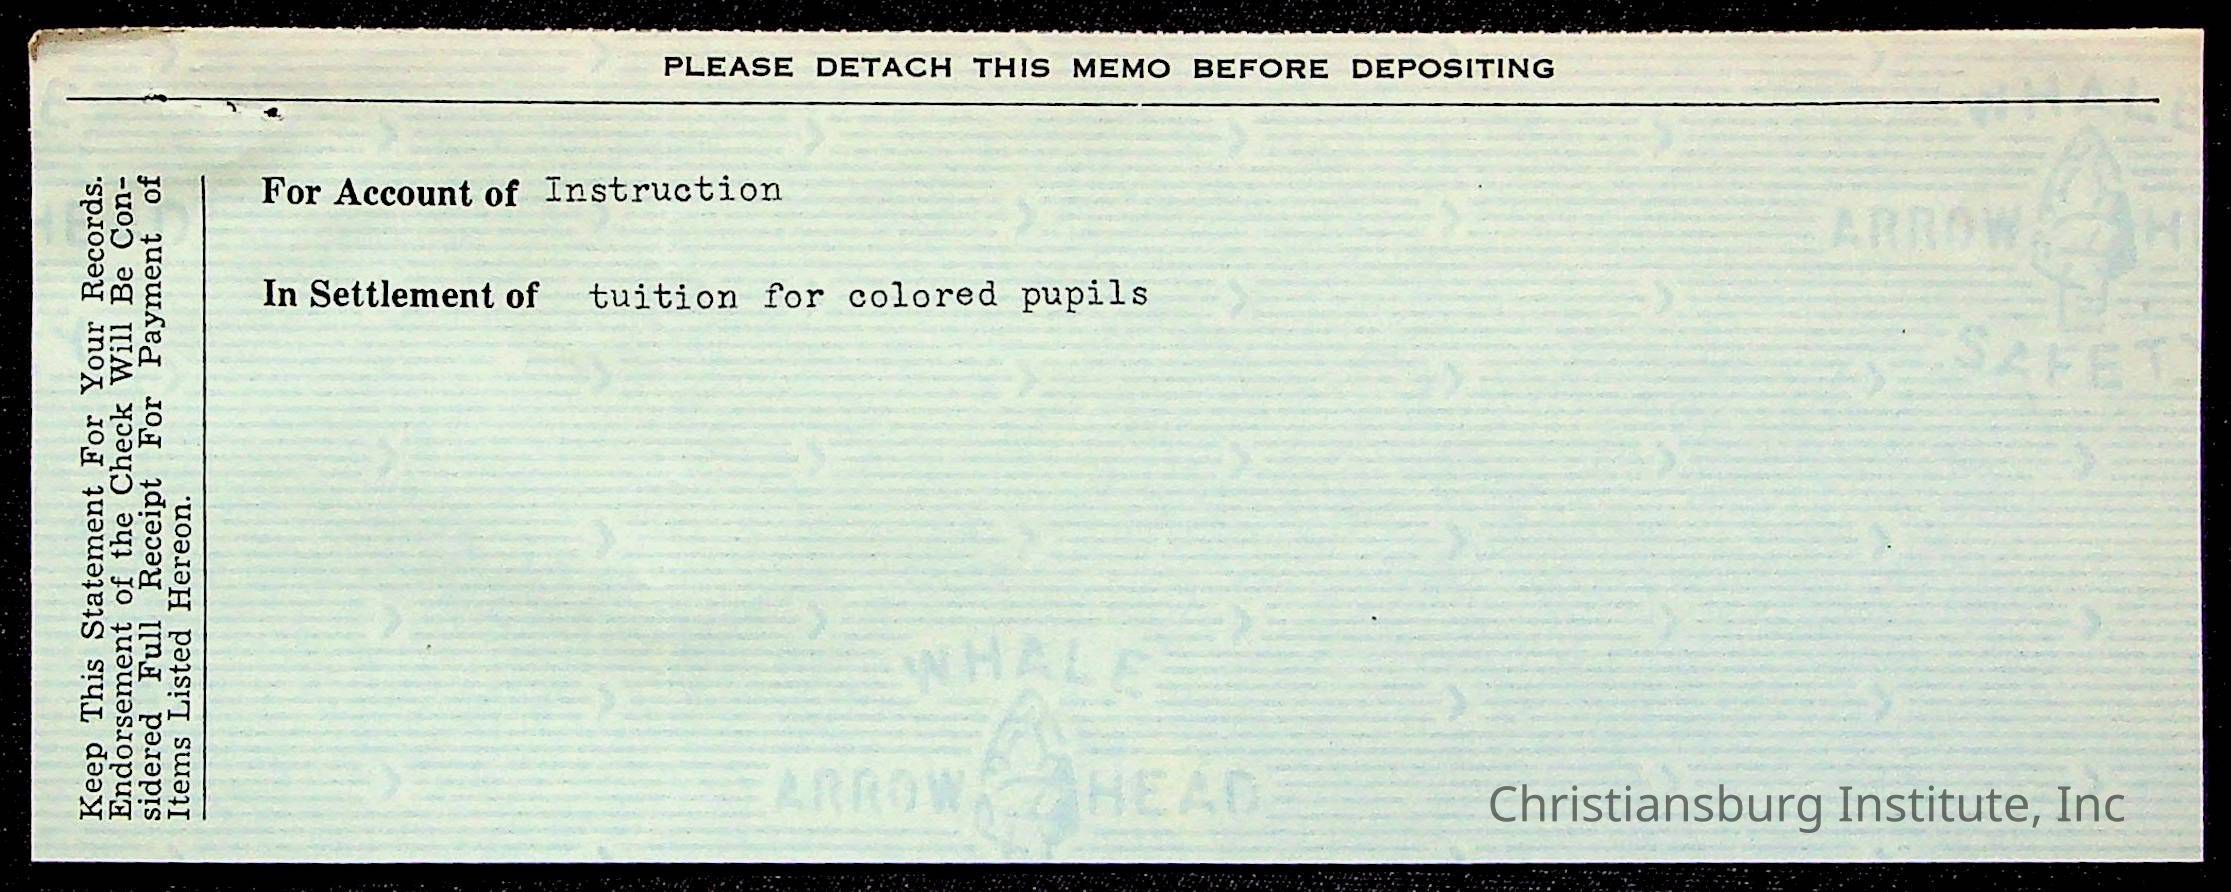 PLEASE DETACH THIS MEMO BEFORE DEPOSITING
Keep This Statement For Your Records.
Endorsement of the Check Will Be Con-
sidered Full Receipt For Payment of
Items Listed Hereon.
For Account of Instruction
In Settlement of tuition for colored pupils
WHALE
ARROW HEAD
SAFETY
WHALE
ARROW HEAD
Christiansburg Institute, Inc